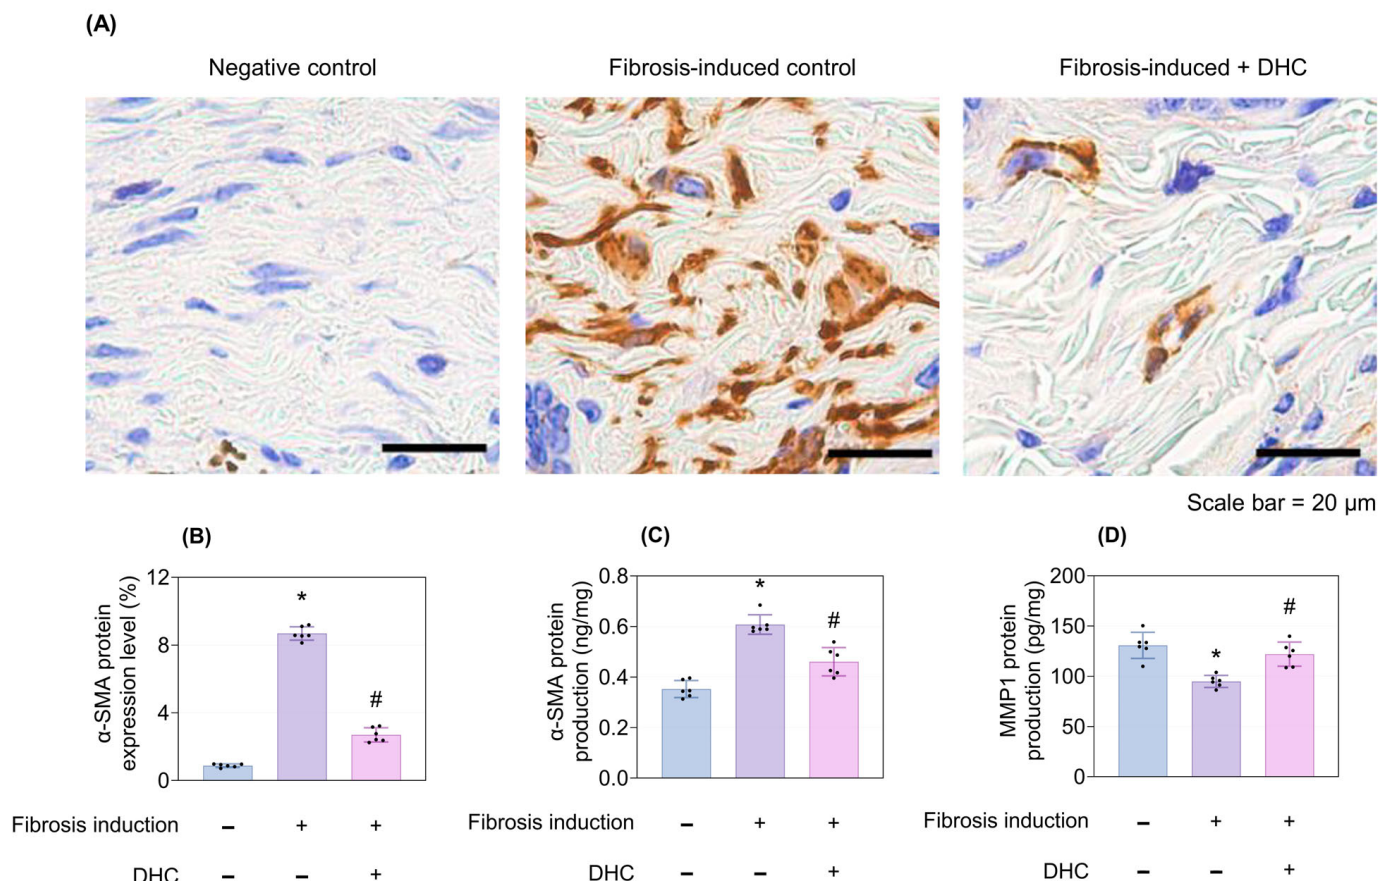 (A)
Negative control
Fibrosis-induced control
Fibrosis-induced + DHC
Scale bar = 20 μm
(B)
α-SMA protein
expression level (%)
12
8
4
0
*
#
Fibrosis induction
– + +
DHC
– – +
(C)
α-SMA protein
production (ng/mg)
0.8
0.6
0.4
0.2
0.0
*
#
Fibrosis induction
– + +
DHC
– – +
(D)
MMP1 protein
production (pg/mg)
200
150
100
50
0
*
#
Fibrosis induction
– + +
DHC
– – +